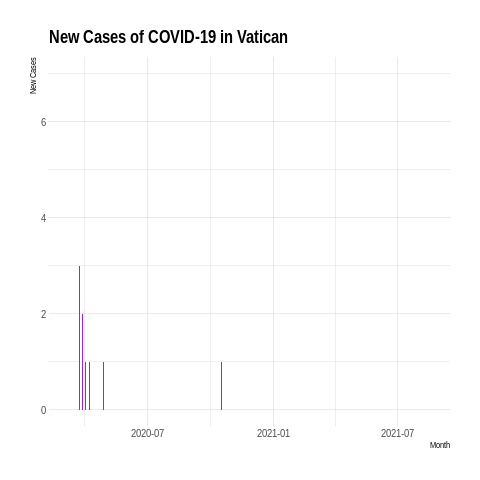 New Cases of COVID-19 in Vatican
New Cases
6
4
2
0
2020-07
2021-01
2021-07
Month